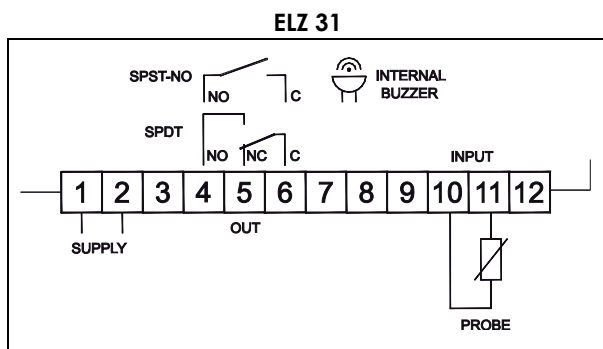 ELZ 31
SPST-NO
NO
C
INTERNAL
BUZZER
SPDT
NO
NC
C
INPUT
1 2 3 4 5 6 7 8 9 10 11 12
SUPPLY
OUT
PROBE